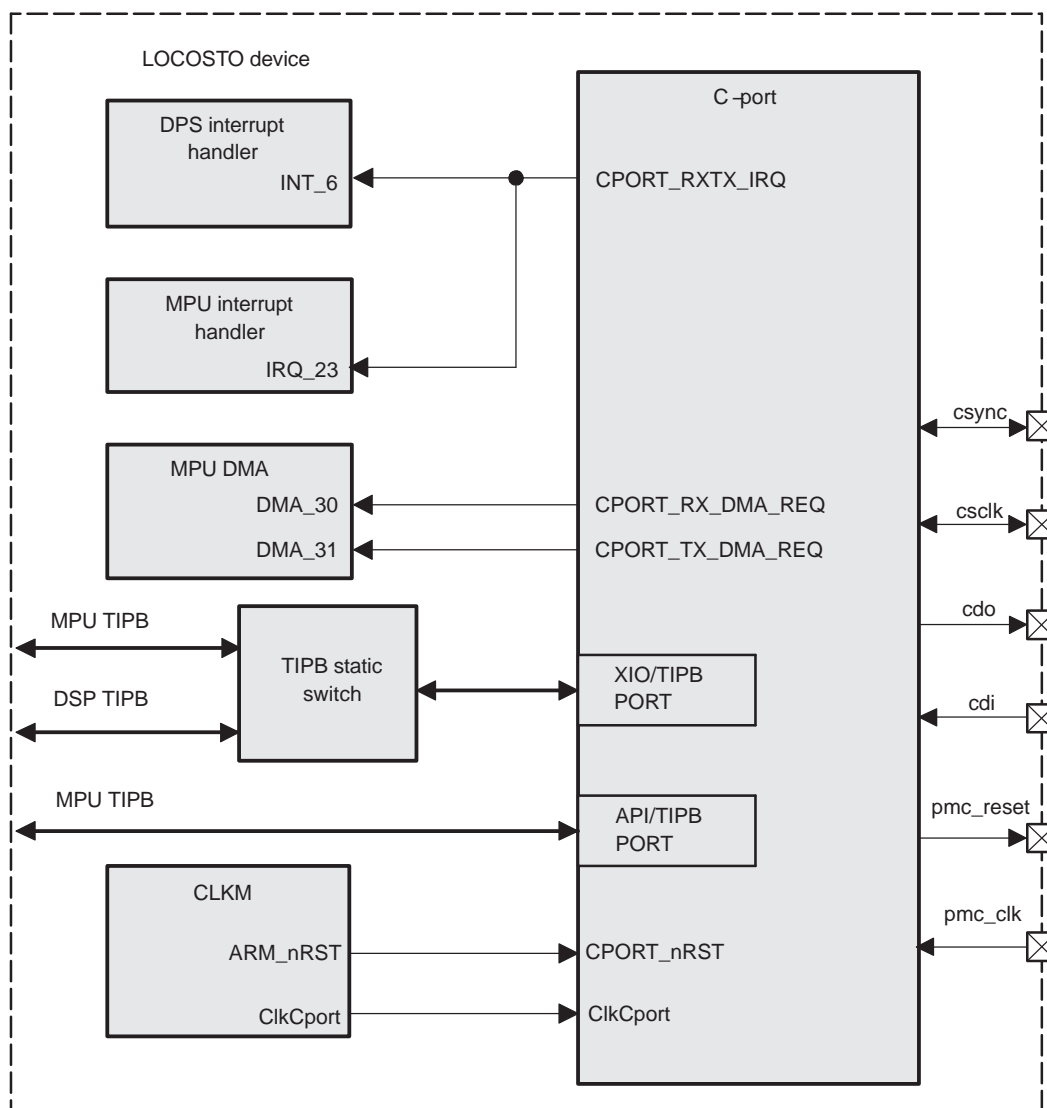 LOCOSTO device
DPS interrupt
handler
INT_6
MPU interrupt
handler
IRQ_23
MPU DMA
DMA_30
DMA_31
MPU TIPB
DSP TIPB
TIPB static
switch
MPU TIPB
CLKM
ARM_nRST
ClkCport
C-port
CPORT_RXTX_IRQ
CPORT_RX_DMA_REQ
CPORT_TX_DMA_REQ
XIO/TIPB
PORT
API/TIPB
PORT
CPORT_nRST
ClkCport
csync
csclk
cdo
cdi
pmc_reset
pmc_clk